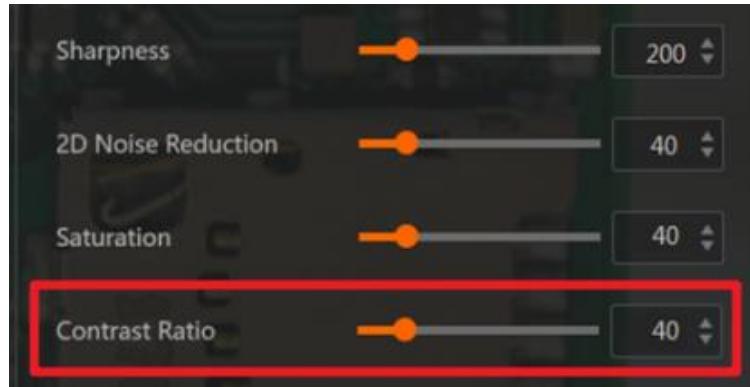 Sharpness 200
2D Noise Reduction 40
Saturation 40
Contrast Ratio 40